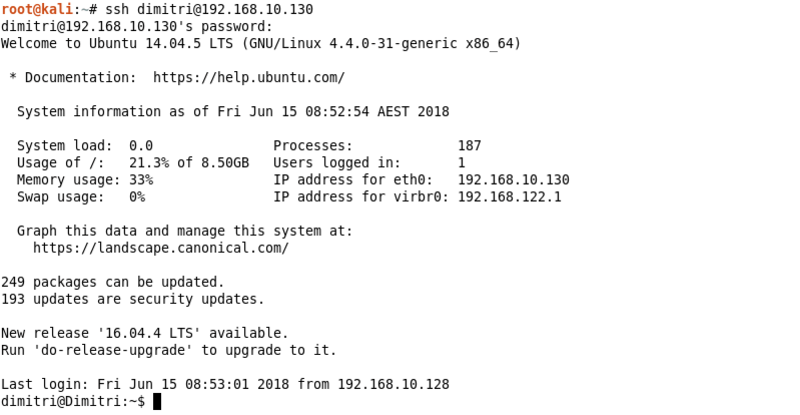 root@kali:~# ssh dimitri@192.168.10.130
dimitri@192.168.10.130's password:
Welcome to Ubuntu 14.04.5 LTS (GNU/Linux 4.4.0-31-generic x86_64)
* Documentation:  https://help.ubuntu.com/
System information as of Fri Jun 15 08:52:54 AEST 2018
System load:  0.0               Processes:             187
Usage of /:   21.3% of 8.50GB   Users logged in:       1
Memory usage: 33%               IP address for eth0:   192.168.10.130
Swap usage:   0%                IP address for virbr0: 192.168.122.1
Graph this data and manage this system at:
https://landscape.canonical.com/
249 packages can be updated.
193 updates are security updates.
New release '16.04.4 LTS' available.
Run 'do-release-upgrade' to upgrade to it.
Last login: Fri Jun 15 08:53:01 2018 from 192.168.10.128
dimitri@Dimitri:~$